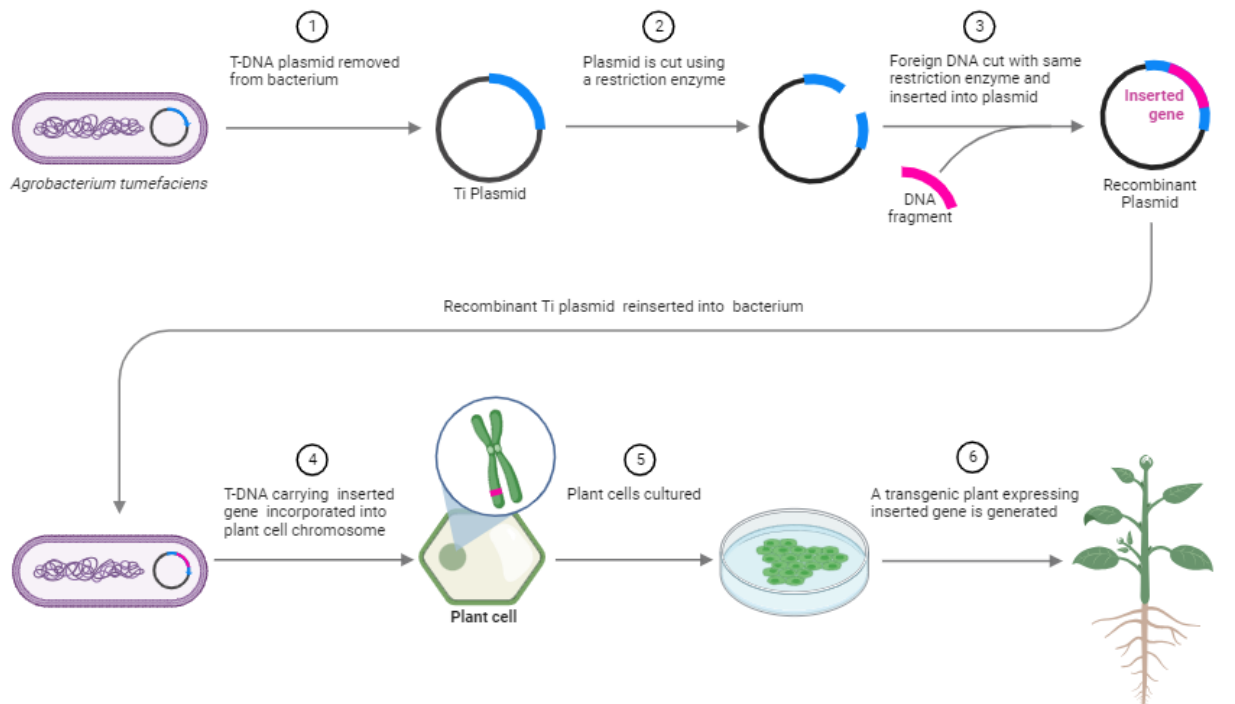 1
T-DNA plasmid removed
from bacterium
2
Plasmid is cut using
a restriction enzyme
3
Foreign DNA cut with same
restriction enzyme and
inserted into plasmid
Inserted
gene
Agrobacterium tumefaciens
Ti Plasmid
DNA
fragment
Recombinant
Plasmid
Recombinant Ti plasmid reinserted into bacterium
4
T-DNA carrying inserted
gene incorporated into
plant cell chromosome
5
Plant cells cultured
6
A transgenic plant expressing
inserted gene is generated
Plant cell